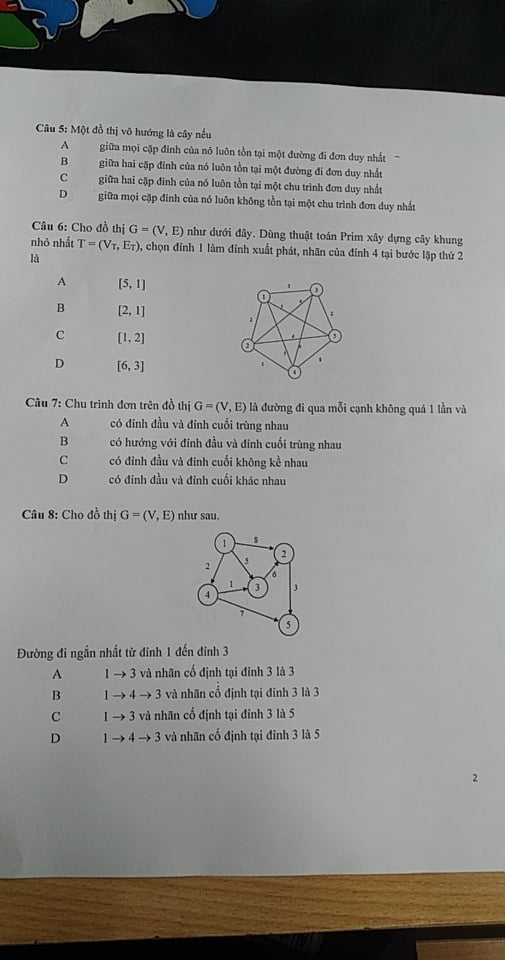 Câu 5: Một đồ thị vô hướng là cây nếu
A giữa mọi cặp đỉnh của nó luôn tồn tại một đường đi đơn duy nhất
B giữa hai cặp đỉnh của nó luôn tồn tại một đường đi đơn duy nhất
C giữa hai cặp đỉnh của nó luôn tồn tại một chu trình đơn duy nhất
D giữa mọi cặp đỉnh của nó luôn không tồn tại một chu trình đơn duy nhất
Câu 6: Cho đồ thị G = (V, E) như dưới đây. Dùng thuật toán Prim xây dựng cây khung
nhỏ nhất T = (VT, ET), chọn đỉnh 1 làm đỉnh xuất phát, nhãn của đỉnh 4 tại bước lặp thứ 2
là
A [5, 1]
B [2, 1]
C [1, 2]
D [6, 3]
3
1
3
2
2
2
5
1
4
8
Câu 7: Chu trình đơn trên đồ thị G = (V, E) là đường đi qua mỗi cạnh không quá 1 lần và
A có đỉnh đầu và đỉnh cuối trùng nhau
B có hướng với đỉnh đầu và đỉnh cuối trùng nhau
C có đỉnh đầu và đỉnh cuối không kề nhau
D có đỉnh đầu và đỉnh cuối khác nhau
Câu 8: Cho đồ thị G = (V, E) như sau.
1
8
2
2
5
6
1
3
3
4
7
5
Đường đi ngắn nhất từ đỉnh 1 đến đỉnh 3
A 1 → 3 và nhãn cố định tại đỉnh 3 là 3
B 1 → 4 → 3 và nhãn cố định tại đỉnh 3 là 3
C 1 → 3 và nhãn cố định tại đỉnh 3 là 5
D 1 → 4 → 3 và nhãn cố định tại đỉnh 3 là 5
2